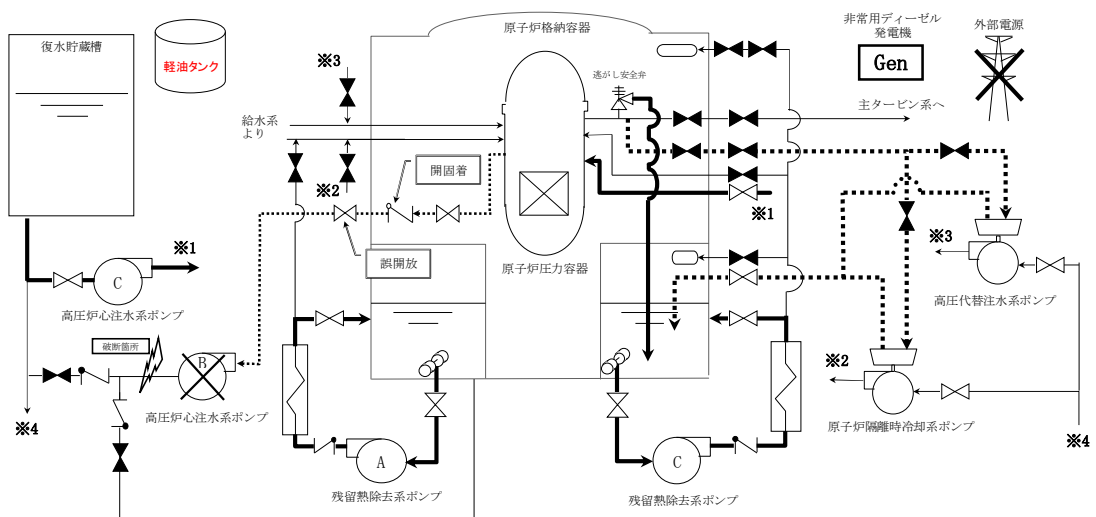 復水貯蔵槽
軽油タンク
※3
給水系
より
※2
開固着
誤開放
原子炉格納容器
逃がし安全弁
原子炉圧力容器
非常用ディーゼル
発電機
Gen
外部電源
主タービン系へ
※1
※1
C
高圧炉心注水系ポンプ
破断箇所
B
高圧炉心注水系ポンプ
※4
A
残留熱除去系ポンプ
C
残留熱除去系ポンプ
※3
高圧代替注水系ポンプ
※2
原子炉隔離時冷却系ポンプ
※4